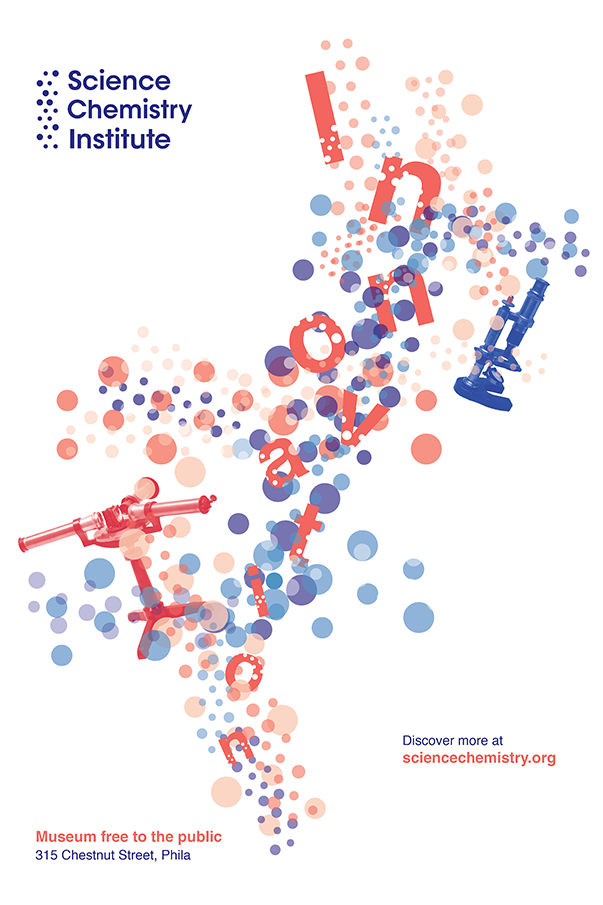 Science
Chemistry
Institute
Innovation
Discover more at
sciencechemistry.org
Museum free to the public
315 Chestnut Street, Phila